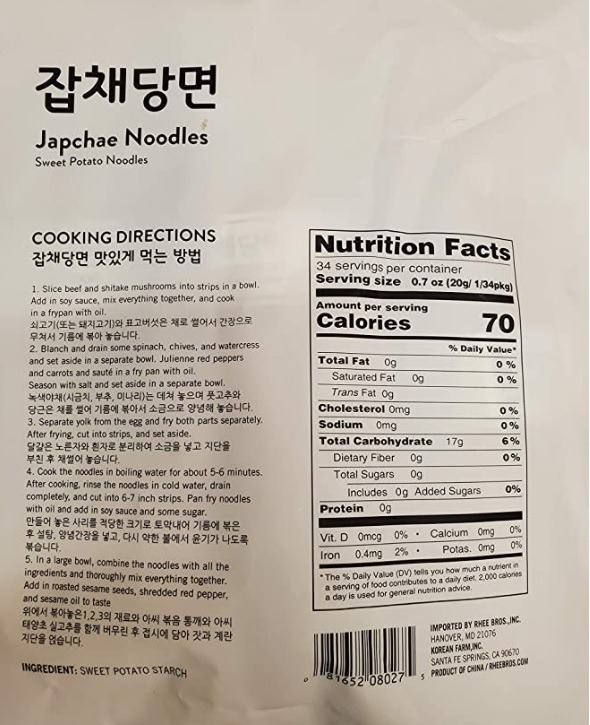 잡채당면
Japchae Noodles
Sweet Potato Noodles
COOKING DIRECTIONS
잡채당면 맛있게 먹는 방법
1. Slice beef and shitake mushrooms into strips in a bowl.
Add in soy sauce, mix everything together, and cook
in a frypan with oil.
쇠고기(또는 돼지고기)와 표고버섯은 채로 썰어서 간장으로
무쳐서 기름에 볶아 놓습니다.
2. Blanch and drain some spinach, chives, and watercress
and set aside in a separate bowl. Julienne red peppers
and carrots and sauté in a fry pan with oil.
Season with salt and set aside in a separate bowl.
녹색야채(시금치, 부추, 미나리)는 데쳐 놓으며 풋고추와
당근은 채를 썰어 기름에 볶아서 소금으로 양념해 놓습니다.
3. Separate yolk from the egg and fry both parts separately.
After frying, cut into strips, and set aside.
달걀은 노른자와 흰자로 분리하여 소금을 넣고 지단을
부친 후 채썰어 놓습니다.
4. Cook the noodles in boiling water for about 5-6 minutes.
After cooking, rinse the noodles in cold water, drain
completely, and cut into 6-7 inch strips. Pan fry noodles
with oil and add in soy sauce and some sugar.
만들어 놓은 사리를 적당한 크기로 토막내어 기름에 볶은
후 설탕, 양념간장을 넣고, 다시 약한 불에서 윤기가 나도록
볶습니다.
5. In a large bowl, combine the noodles with all the
ingredients and thoroughly mix everything together.
Add in roasted sesame seeds, shredded red pepper,
and sesame oil to taste
위에서 볶아놓은1,2,3의 재료와 아씨 볶음 통깨와 아씨
태양초 실고추를 함께 버무린 후 접시에 담아 잣과 계란
지단을 얹습니다.
INGREDIENT: SWEET POTATO STARCH
Nutrition Facts
34 servings per container
Serving size 0.7 oz (20g/ 1/34pkg)
Amount per serving
Calories 70
% Daily Value*
Total Fat 0g 0 %
Saturated Fat 0g 0 %
Trans Fat 0g
Cholesterol 0mg 0 %
Sodium 0mg 0 %
Total Carbohydrate 17g 6 %
Dietary Fiber 0g 0%
Total Sugars 0g
Includes 0g Added Sugars 0%
Protein 0g
Vit. D 0mcg 0% • Calcium 0mg 0%
Iron 0.4mg 2% • Potas. 0mg 0%
*The % Daily Value (DV) tells you how much a nutrient in
a serving of food contributes to a daily diet. 2,000 calories
a day is used for general nutrition advice.
0 81652 08027 5
IMPORTED BY RHEE BROS.,INC.
HANOVER, MD 21076
KOREAN FARM,INC.
SANTA FE SPRINGS, CA 90670
PRODUCT OF CHINA / RHEEBROS.COM